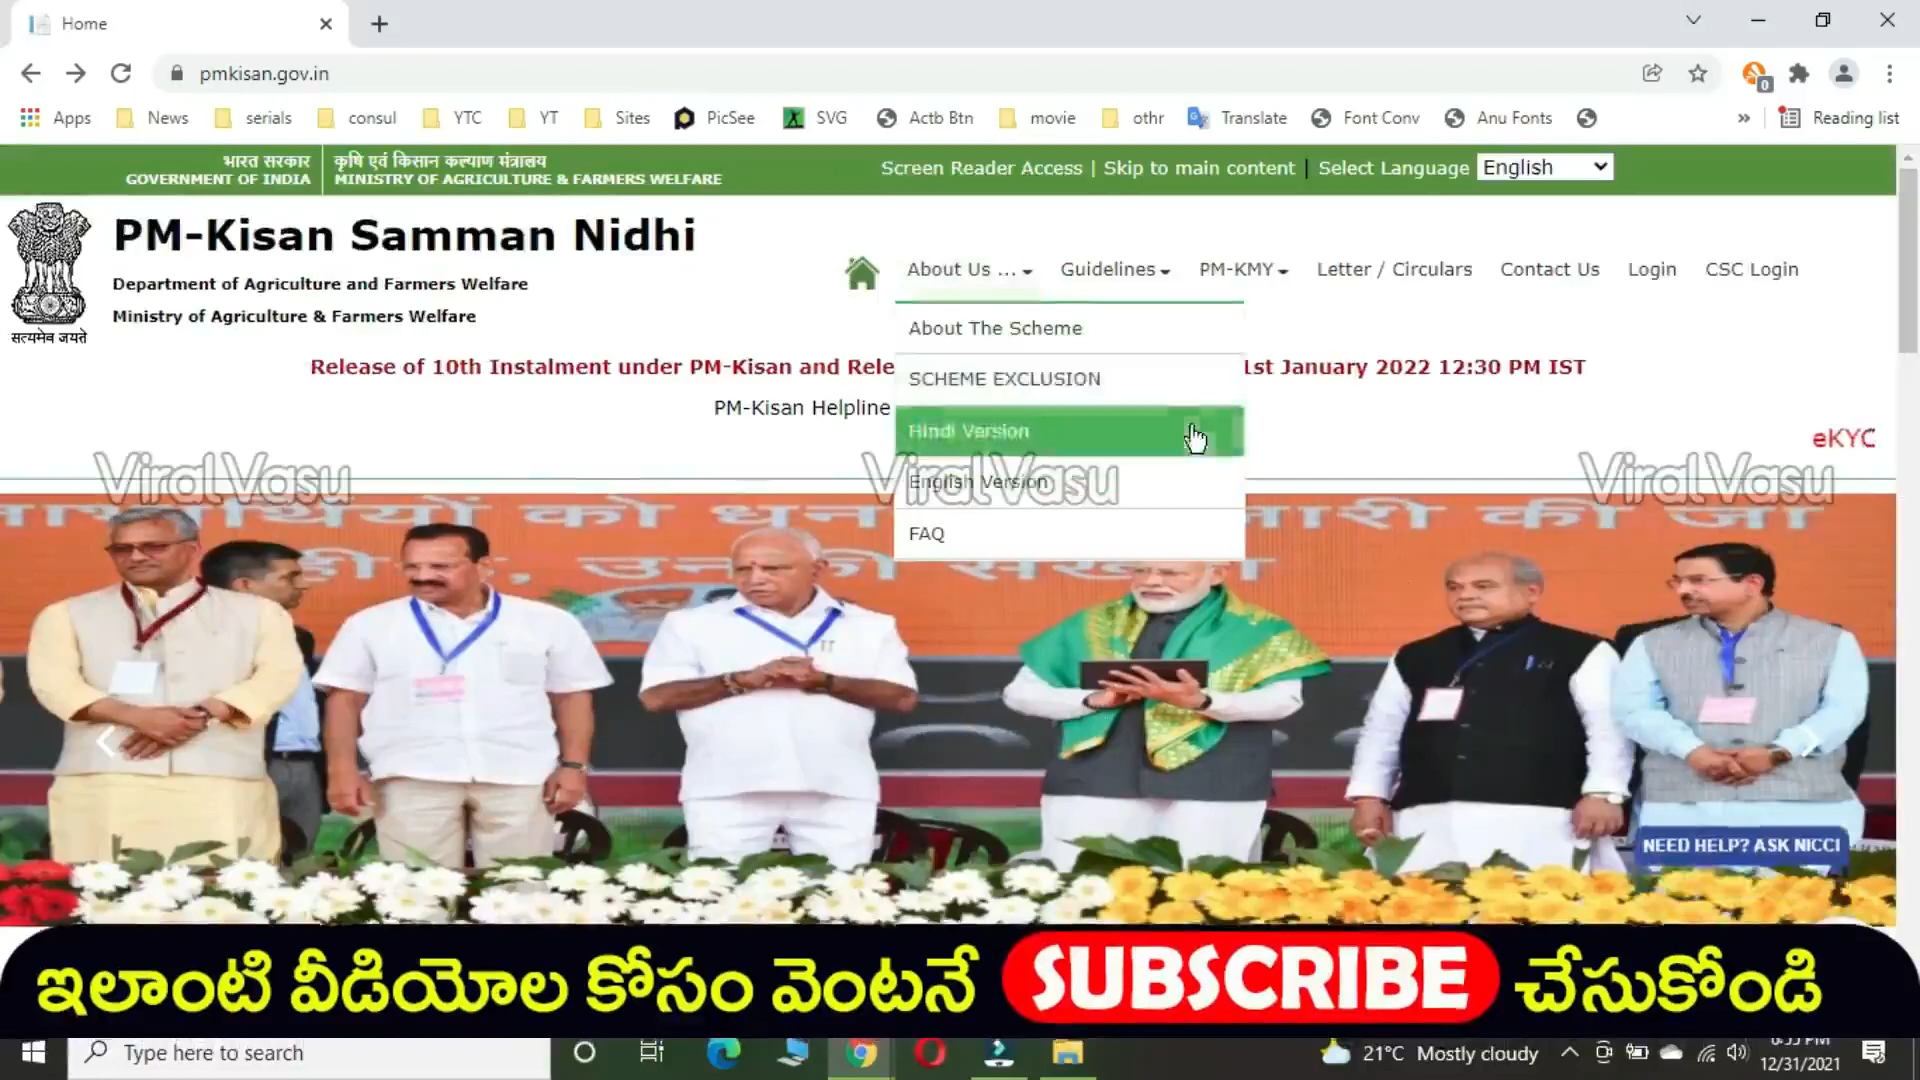 Home
pmkisan.gov.in
Apps News serials consul YTC YT Sites PicSee SVG Actb Btn movie othr Translate Font Conv Anu Fonts » Reading list
भारत सरकार
GOVERNMENT OF INDIA
कृषि एवं किसान कल्याण मंत्रालय
MINISTRY OF AGRICULTURE & FARMERS WELFARE
Screen Reader Access | Skip to main content | Select Language English
PM-Kisan Samman Nidhi
Department of Agriculture and Farmers Welfare
Ministry of Agriculture & Farmers Welfare
सत्यमेव जयते
About Us ... Guidelines PM-KMY Letter / Circulars Contact Us Login CSC Login
About The Scheme
SCHEME EXCLUSION
Hindi Version
English Version
FAQ
Release of 10th Instalment under PM-Kisan and Rele 1st January 2022 12:30 PM IST
PM-Kisan Helpline
eKYC
Viral Vasu Viral Vasu Viral Vasu
को
NEED HELP? ASK NICCI
ఇలాంటి వీడియోల కోసం వెంటనే SUBSCRIBE చేసుకోండి
Type here to search
21°C Mostly cloudy
12/31/2021